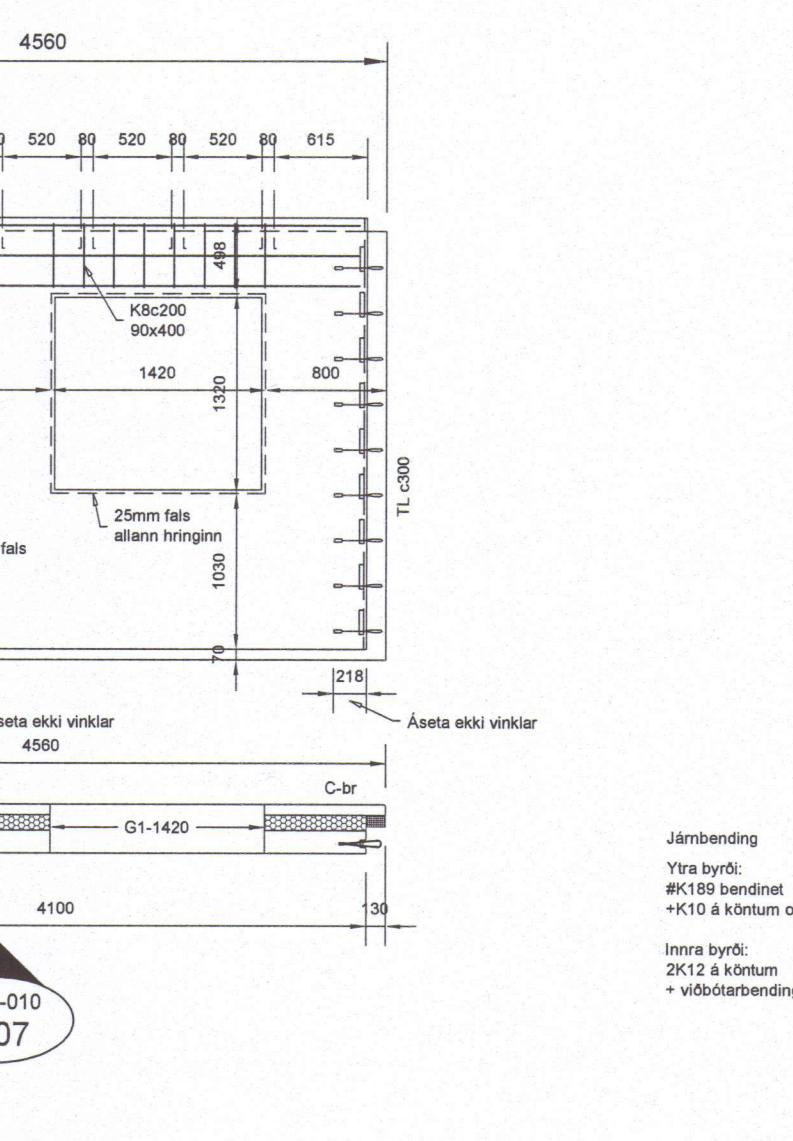 4560
520 80 520 80 520 80 615
498
K8c200
90x400
1420
1320
800
TL c300
25mm fals
allann hringinn
fals
1030
70
218
seta ekki vinklar
Áseta ekki vinklar
4560
C-br
G1-1420
4100
130
-010
07
Járnbending
Ytra byrði:
#K189 bendinet
+K10 á köntum o
Innra byrði:
2K12 á köntum
+ viðbótarbending